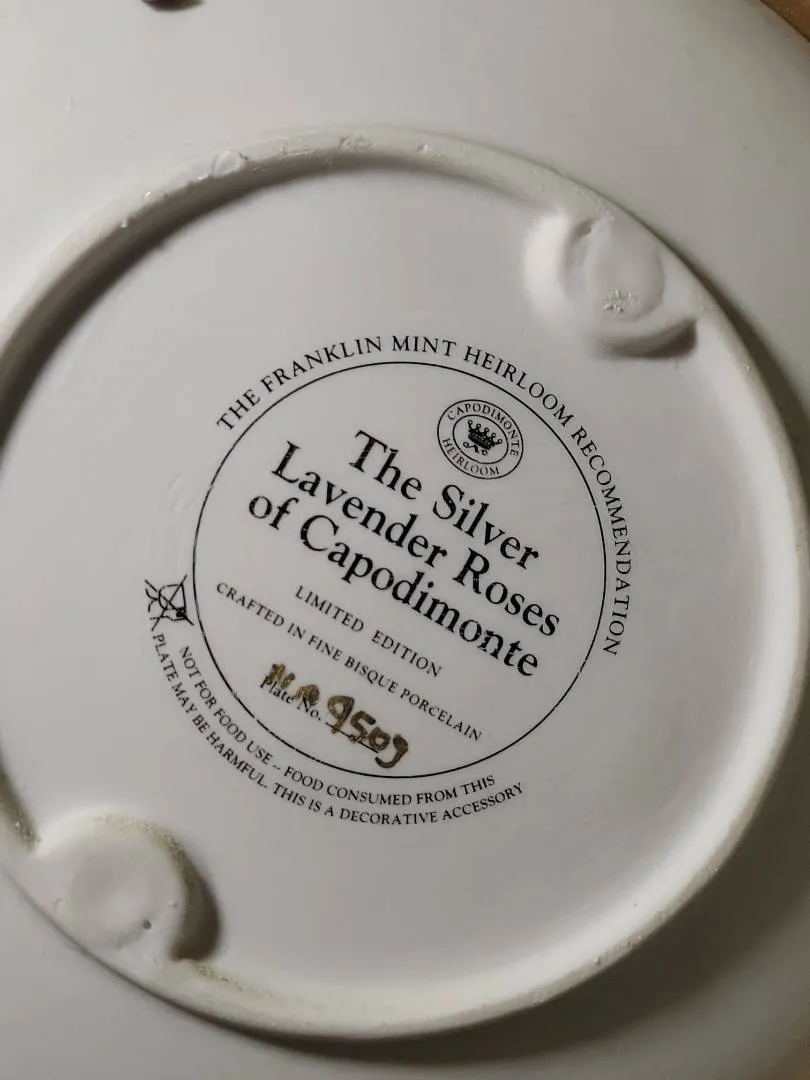 THE FRANKLIN MINT HEIRLOOM RECOMMENDATION
CAPODIMONTE
HEIRLOOM
The Silver
Lavender Roses
of Capodimonte
LIMITED EDITION
CRAFTED IN FINE BISQUE PORCELAIN
Plate No. 9509
NOT FOR FOOD USE -- FOOD CONSUMED FROM THIS
PLATE MAY BE HARMFUL. THIS IS A DECORATIVE ACCESSORY